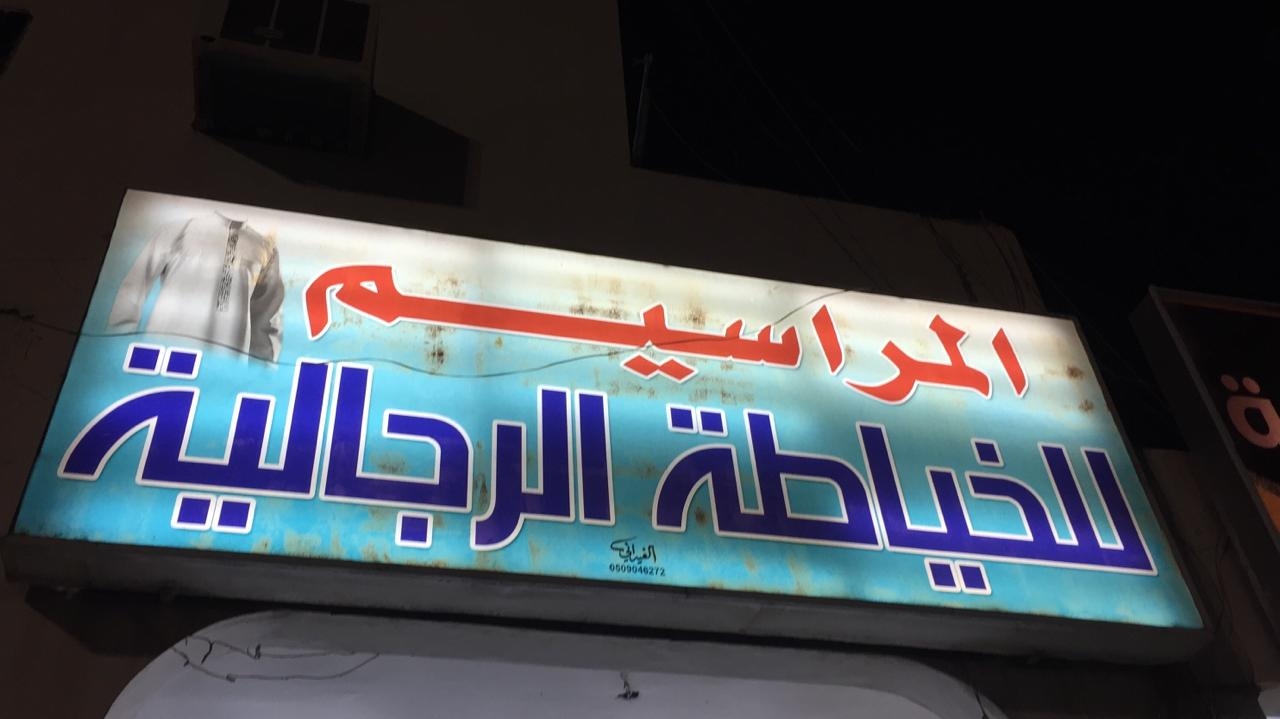 المراسيم
للخياطة الرجالية
0509046272
ة